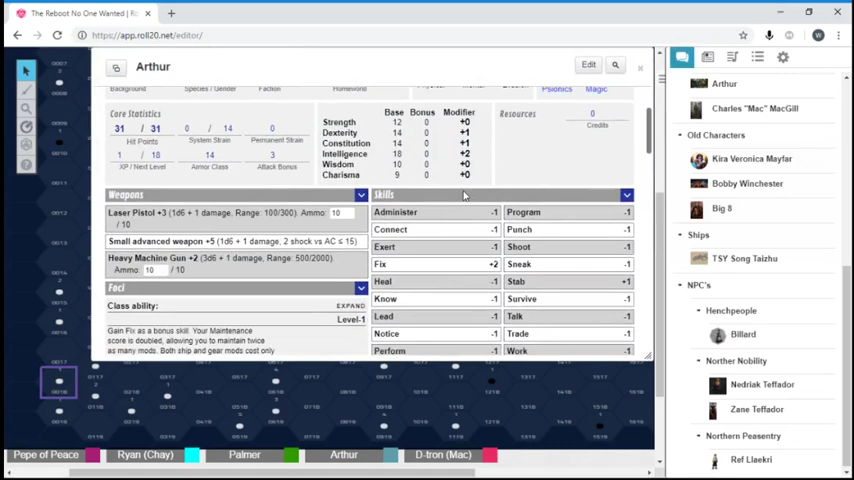 The Reboot No One Wanted | Ro
https://app.roll20.net/editor/
W
Arthur
Edit
Background
Species / Gender
Faction
Homeworld
Psionics
Magic
Core Statistics
31 / 31
Hit Points
0 / 14
System Strain
0
Permanent Strain
1 / 18
XP / Next Level
14
Armor Class
3
Attack Bonus
Base Bonus Modifier
Strength 12 0 +0
Dexterity 14 0 +1
Constitution 14 0 +1
Intelligence 18 0 +2
Wisdom 10 0 +0
Charisma 9 0 +0
Resources
0
Credits
Weapons
Laser Pistol +3 (1d6 + 1 damage, Range: 100/300). Ammo: 10
/ 10
Small advanced weapon +5 (1d6 + 1 damage, 2 shock vs AC ≤ 15)
Heavy Machine Gun +2 (3d6 + 1 damage, Range: 500/2000).
Ammo: 10 / 10
Foci
Class ability:
EXPAND
Level-1
Gain Fix as a bonus skill. Your Maintenance
score is doubled, allowing you to maintain twice
as many mods. Both ship and gear mods cost only
Skills
Administer -1 Program -1
Connect -1 Punch -1
Exert -1 Shoot -1
Fix +2 Sneak -1
Heal -1 Stab +1
Know -1 Survive -1
Lead -1 Talk -1
Notice -1 Trade -1
Perform -1 Work -1
Pepe of Peace
Ryan (Chay)
Palmer
Arthur
D-tron (Mac)
Arthur
Charles "Mac" MacGill
Old Characters
Kira Veronica Mayfar
Bobby Winchester
Big 8
Ships
TSY Song Taizhu
NPC's
Henchpeople
Billard
Norther Nobility
Nedriak Teffador
Zane Teffador
Northern Peasentry
Ref Llaekri